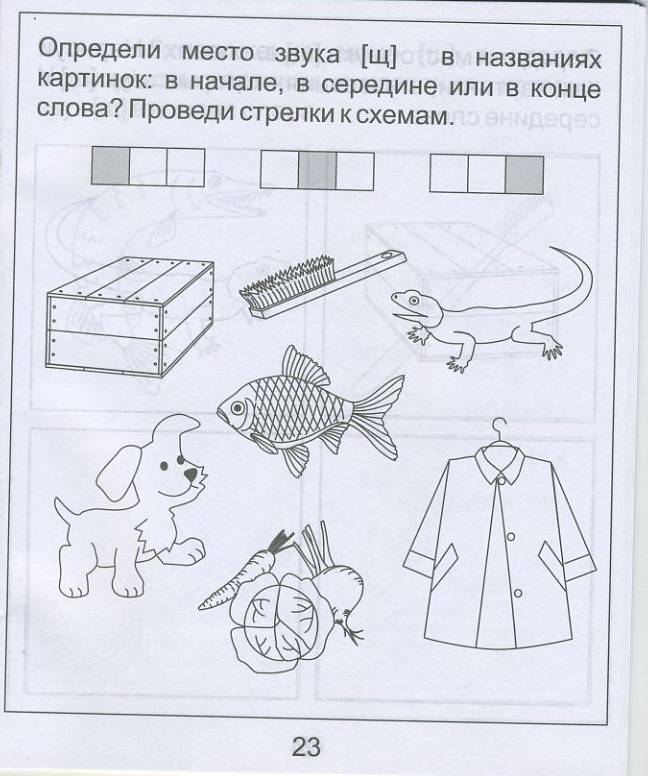 Определи место звука [щ] в названиях
картинок: в начале, в середине или в конце
слова? Проведи стрелки к схемам.
23